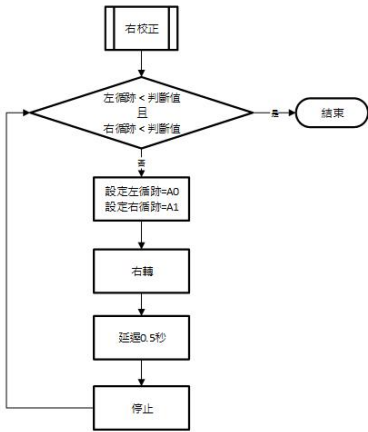 右校正
左循跡 < 判斷值
且
右循跡 < 判斷值
是
結束
否
設定左循跡=A0
設定右循跡=A1
右轉
延遲0.5秒
停止